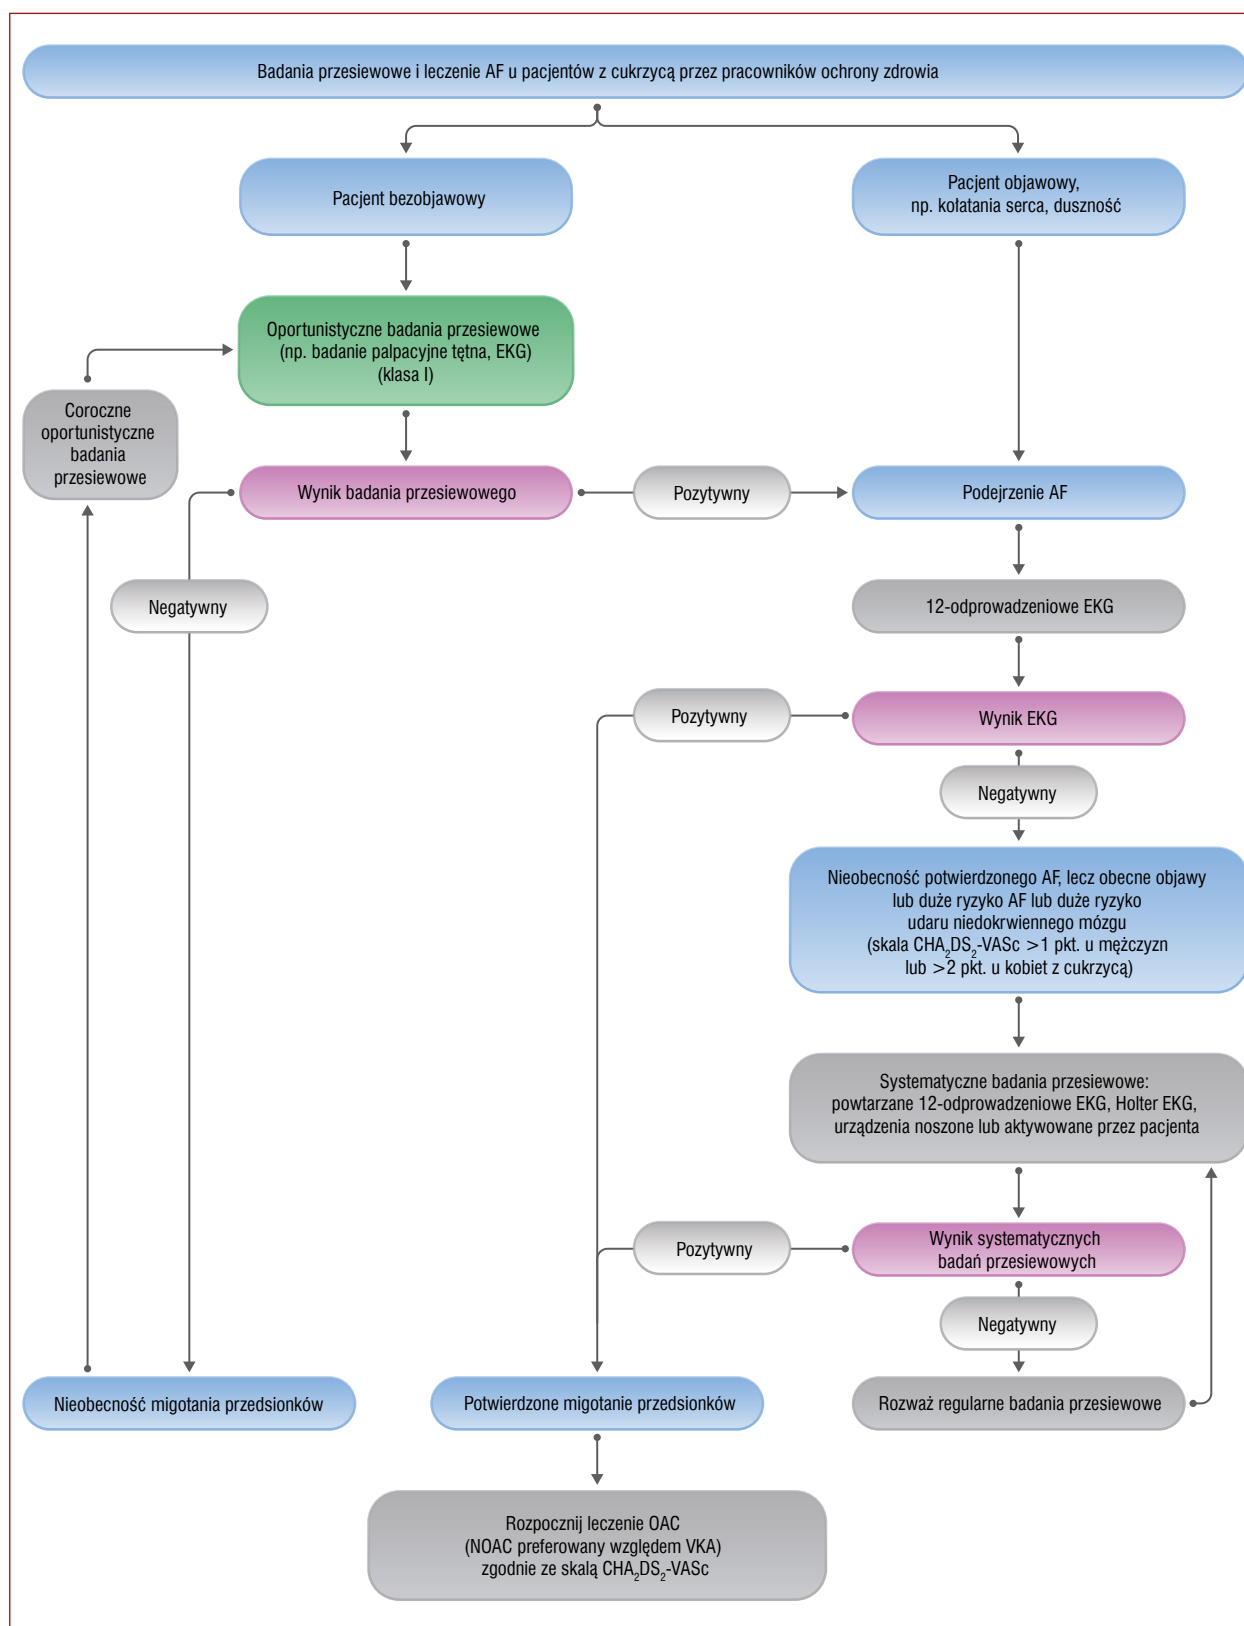 Badania przesiewowe i leczenie AF u pacjentów z cukrzycą przez pracowników ochrony zdrowia
Pacjent bezobjawowy
Pacjent objawowy,
np. kołatania serca, duszność
Oportunistyczne badania przesiewowe
(np. badanie palpacyjne tętna, EKG)
(klasa I)
Coroczne
oportunistyczne
badania
przesiewowe
Wynik badania przesiewowego
Pozytywny
Podejrzenie AF
Negatywny
12-odprowadzeniowe EKG
Pozytywny
Wynik EKG
Negatywny
Nieobecność potwierdzonego AF, lecz obecne objawy
lub duże ryzyko AF lub duże ryzyko
udaru niedokrwiennego mózgu
(skala CHA₂DS₂-VASc >1 pkt. u mężczyzn
lub >2 pkt. u kobiet z cukrzycą)
Systematyczne badania przesiewowe:
powtarzane 12-odprowadzeniowe EKG, Holter EKG,
urządzenia noszone lub aktywowane przez pacjenta
Pozytywny
Wynik systematycznych
badań przesiewowych
Negatywny
Nieobecność migotania przedsionków
Potwierdzone migotanie przedsionków
Rozważ regularne badania przesiewowe
Rozpocznij leczenie OAC
(NOAC preferowany względem VKA)
zgodnie ze skalą CHA₂DS₂-VASc